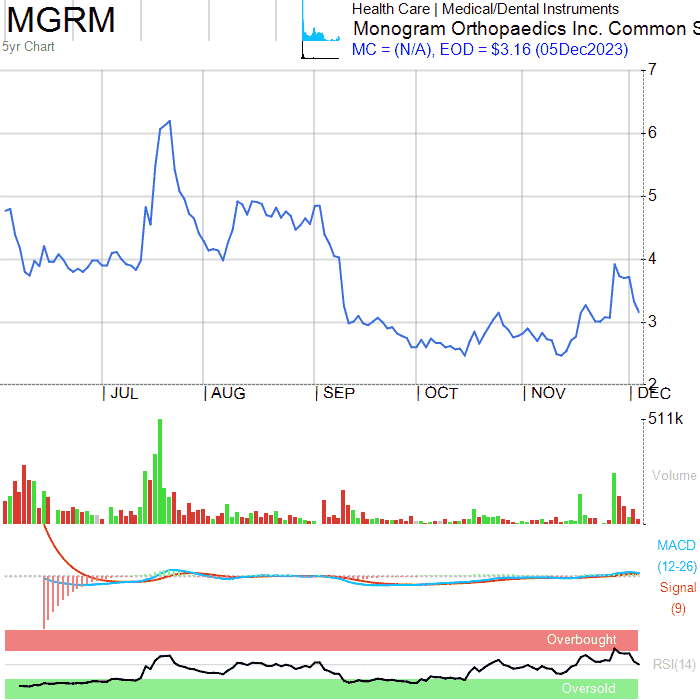 MGRM
5yr Chart
Health Care | Medical/Dental Instruments
Monogram Orthopaedics Inc. Common S
MC = (N/A), EOD = $3.16 (05Dec2023)
7
6
5
4
3
2
| JUL | AUG | SEP | OCT | NOV | DEC
511k
Volume
MACD
(12-26)
Signal
(9)
Overbought
RSI(14)
Oversold